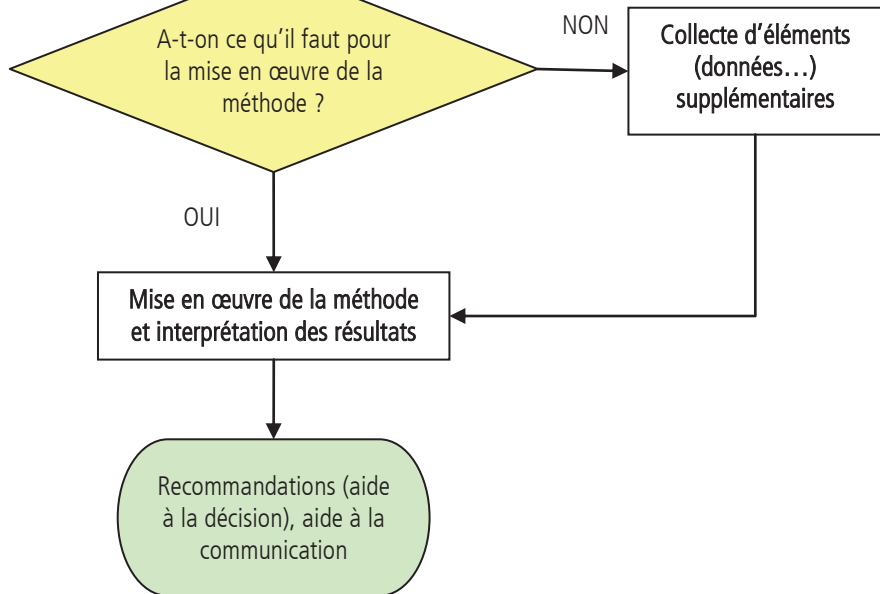 A-t-on ce qu'il faut pour
la mise en œuvre de la
méthode ?
NON
Collecte d'éléments
(données…)
supplémentaires
OUI
Mise en œuvre de la méthode
et interprétation des résultats
Recommandations (aide
à la décision), aide à la
communication